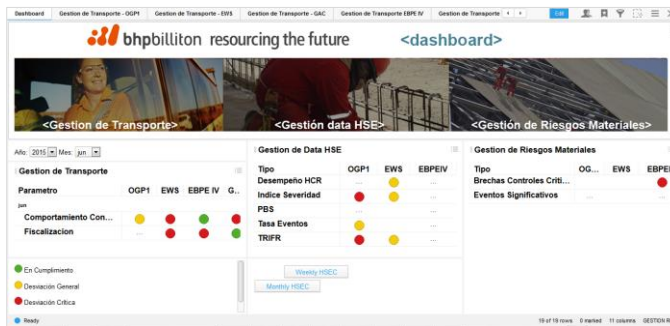 Dashboard Gestion de Transporte - OGP1 Gestion de Transporte - EWS Gestion de Transporte - GAC Gestion de Transporte EBPE IV Gestion de Transporte
Edit
bhpbilliton resourcing the future <dashboard>
<Gestion de Transporte> <Gestión data HSE> <Gestión de Riesgos Materiales>
Año: 2015 Mes: jun
Gestion de Transporte
Parametro OGP1 EWS EBPE IV G...
jun
Comportamiento Con...
Fiscalizacion ...
En Cumplimiento
Desviación General
Desviación Crítica
Gestion de Data HSE
Tipo OGP1 EWS EBPEIV
Desempeño HCR ... ...
Indice Severidad ...
PBS ... ...
Tasa Eventos ...
TRIFR ...
Weekly HSEC
Monthly HSEC
Gestion de Riesgos Materiales
Tipo OG... EWS EBPEI
Brechas Controles Criti...
Eventos Significativos ... ...
Ready 19 of 19 rows 0 marked 11 columns GESTION R